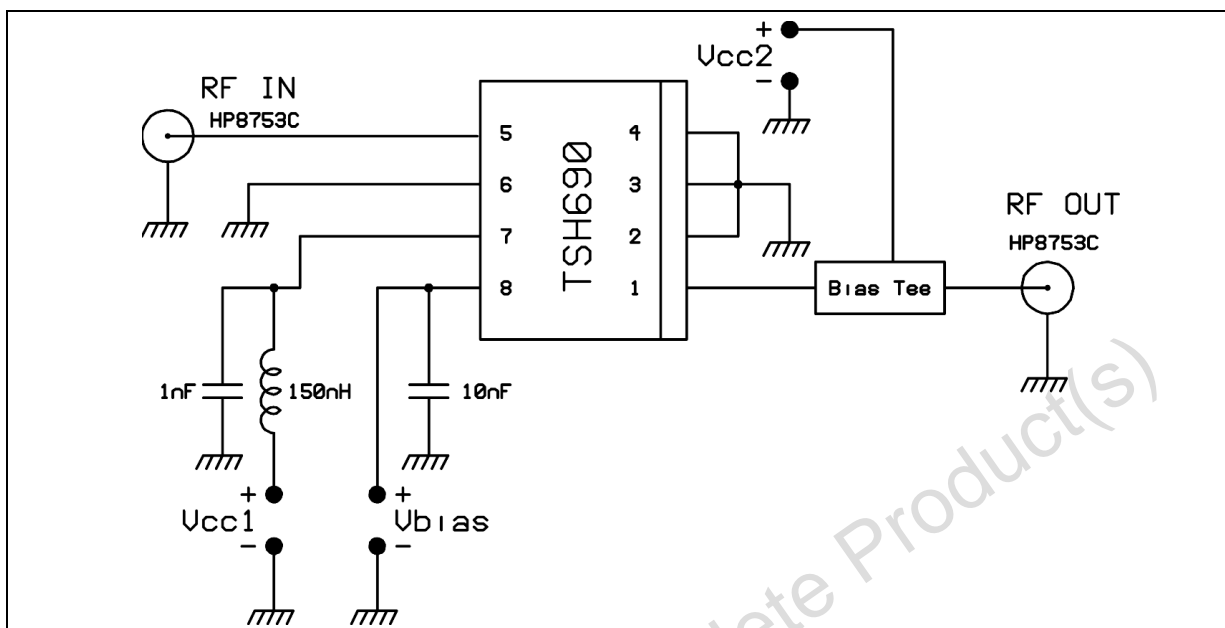 +
Vcc2
-
RF IN
HP8753C
5
6
7
8
TSH690
4
3
2
1
RF OUT
HP8753C
Bias Tee
1nF
150nH
10nF
+
Vcc1
-
+
Vbias
-
ete Product(s)